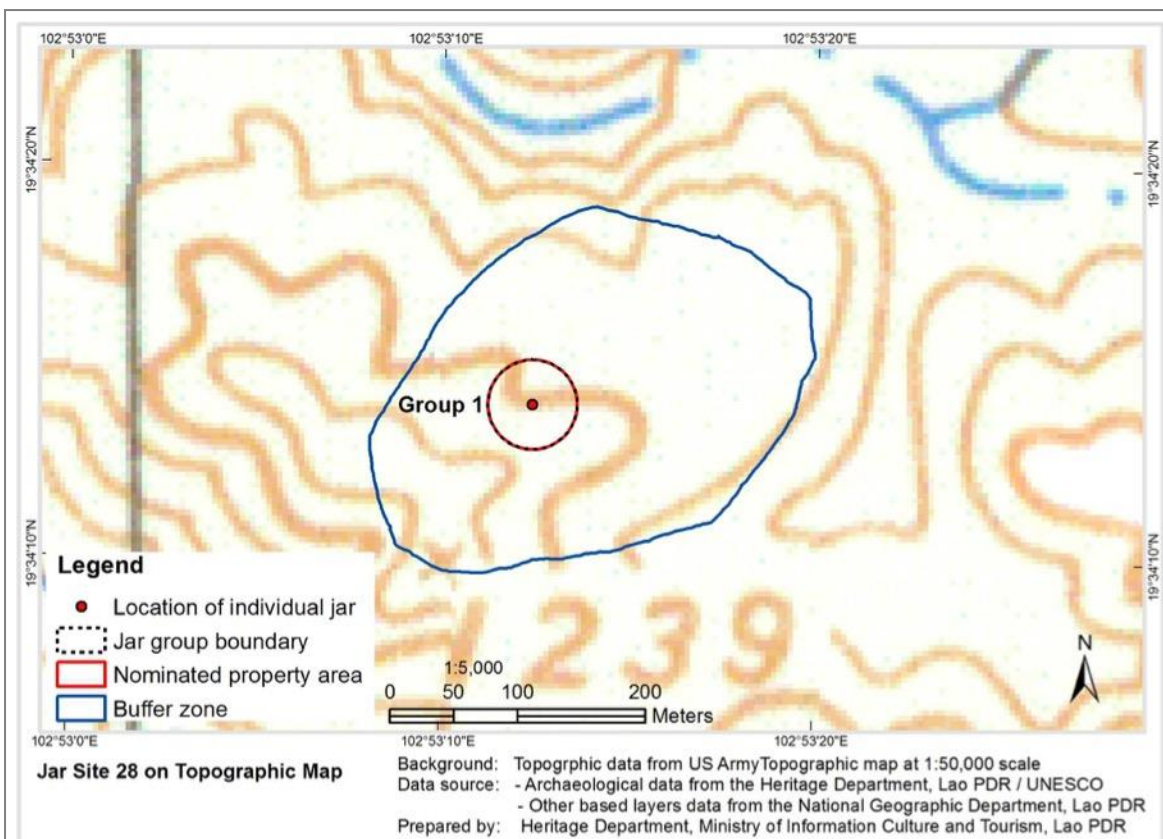 102°53'0"E 102°53'10"E 102°53'20"E
19°34'20"N 19°34'20"N
Group 1
19°34'10"N 19°34'10"N
Legend
Location of individual jar
Jar group boundary
Nominated property area
Buffer zone
1239
N
1:5,000
0 50 100 200
Meters
102°53'0"E 102°53'10"E 102°53'20"E
Jar Site 28 on Topographic Map
Background: Topogrphic data from US ArmyTopographic map at 1:50,000 scale
Data source: - Archaeological data from the Heritage Department, Lao PDR / UNESCO
- Other based layers data from the National Geographic Department, Lao PDR
Prepared by: Heritage Department, Ministry of Information Culture and Tourism, Lao PDR